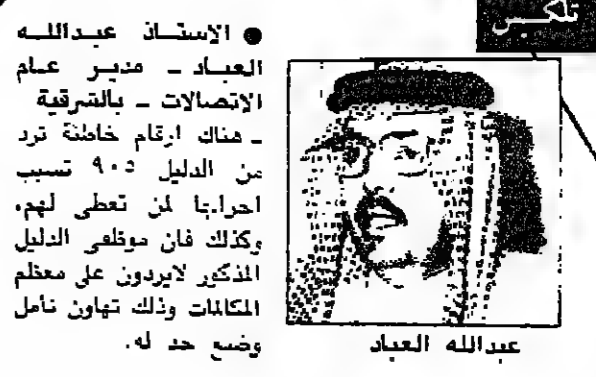 تلكس
● الاستاذ عبدالله
العباد ـ مدير عام
الاتصالات ـ بالشرقية
ـ هناك ارقام خاطئة ترد
من الدليل ٩٠٥ تسبب
احراجا لمن تعطى لهم،
وكذلك فان موظفى الدليل
المذكور لايردون على معظم
المكالمات وذلك تهاون نأمل
وضع حد له.
عبدالله العباد